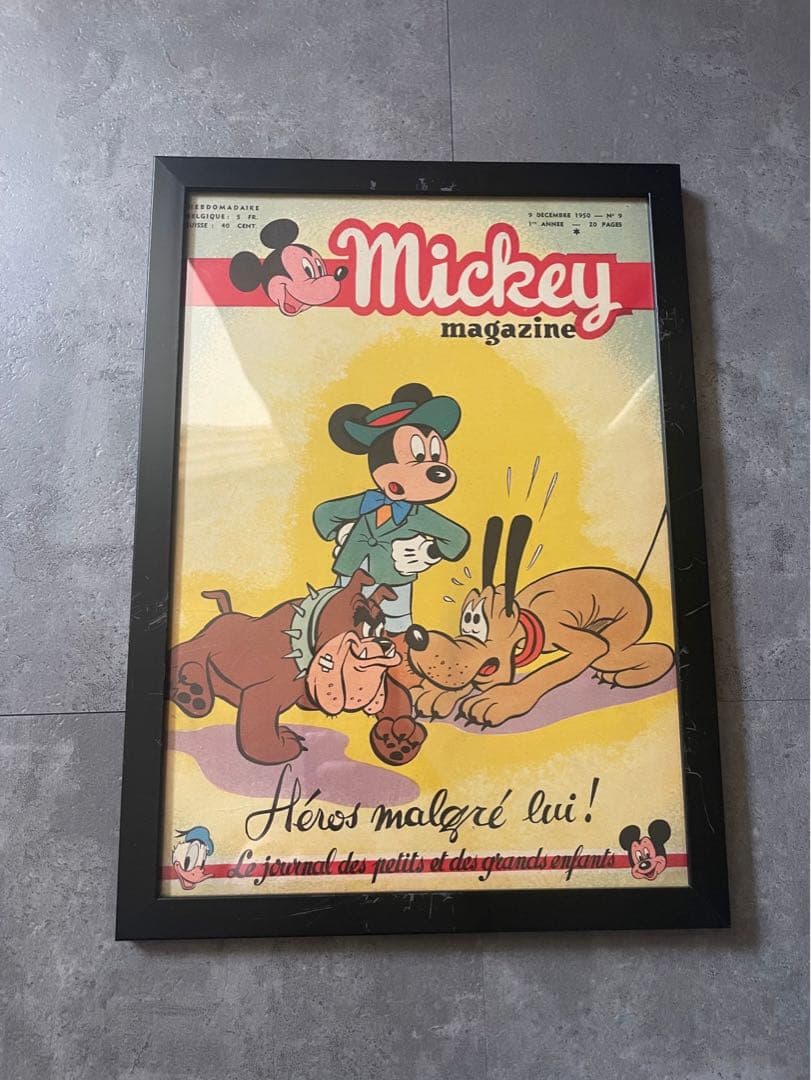 HEBDOMADAIRE
BELGIQUE : 5 FR.
SUISSE : 40 CENT.
9 DECEMBRE 1950 — N° 9
1re ANNEE — 20 PAGES
*
Mickey
magazine
Héros malgré lui !
Le journal des petits et des grands enfants